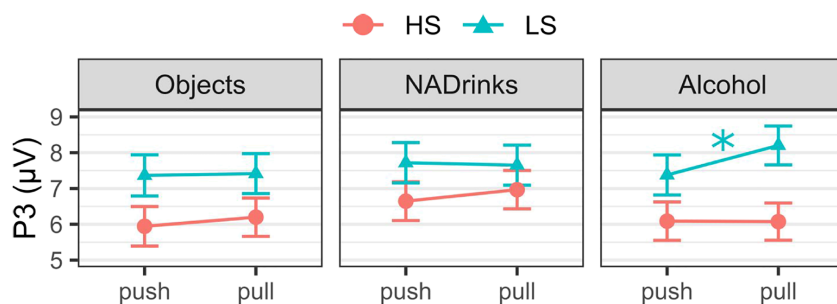 HS LS
Objects NADrinks Alcohol
P3 (μV)
9
8
*
7
6
5
push pull push pull push pull